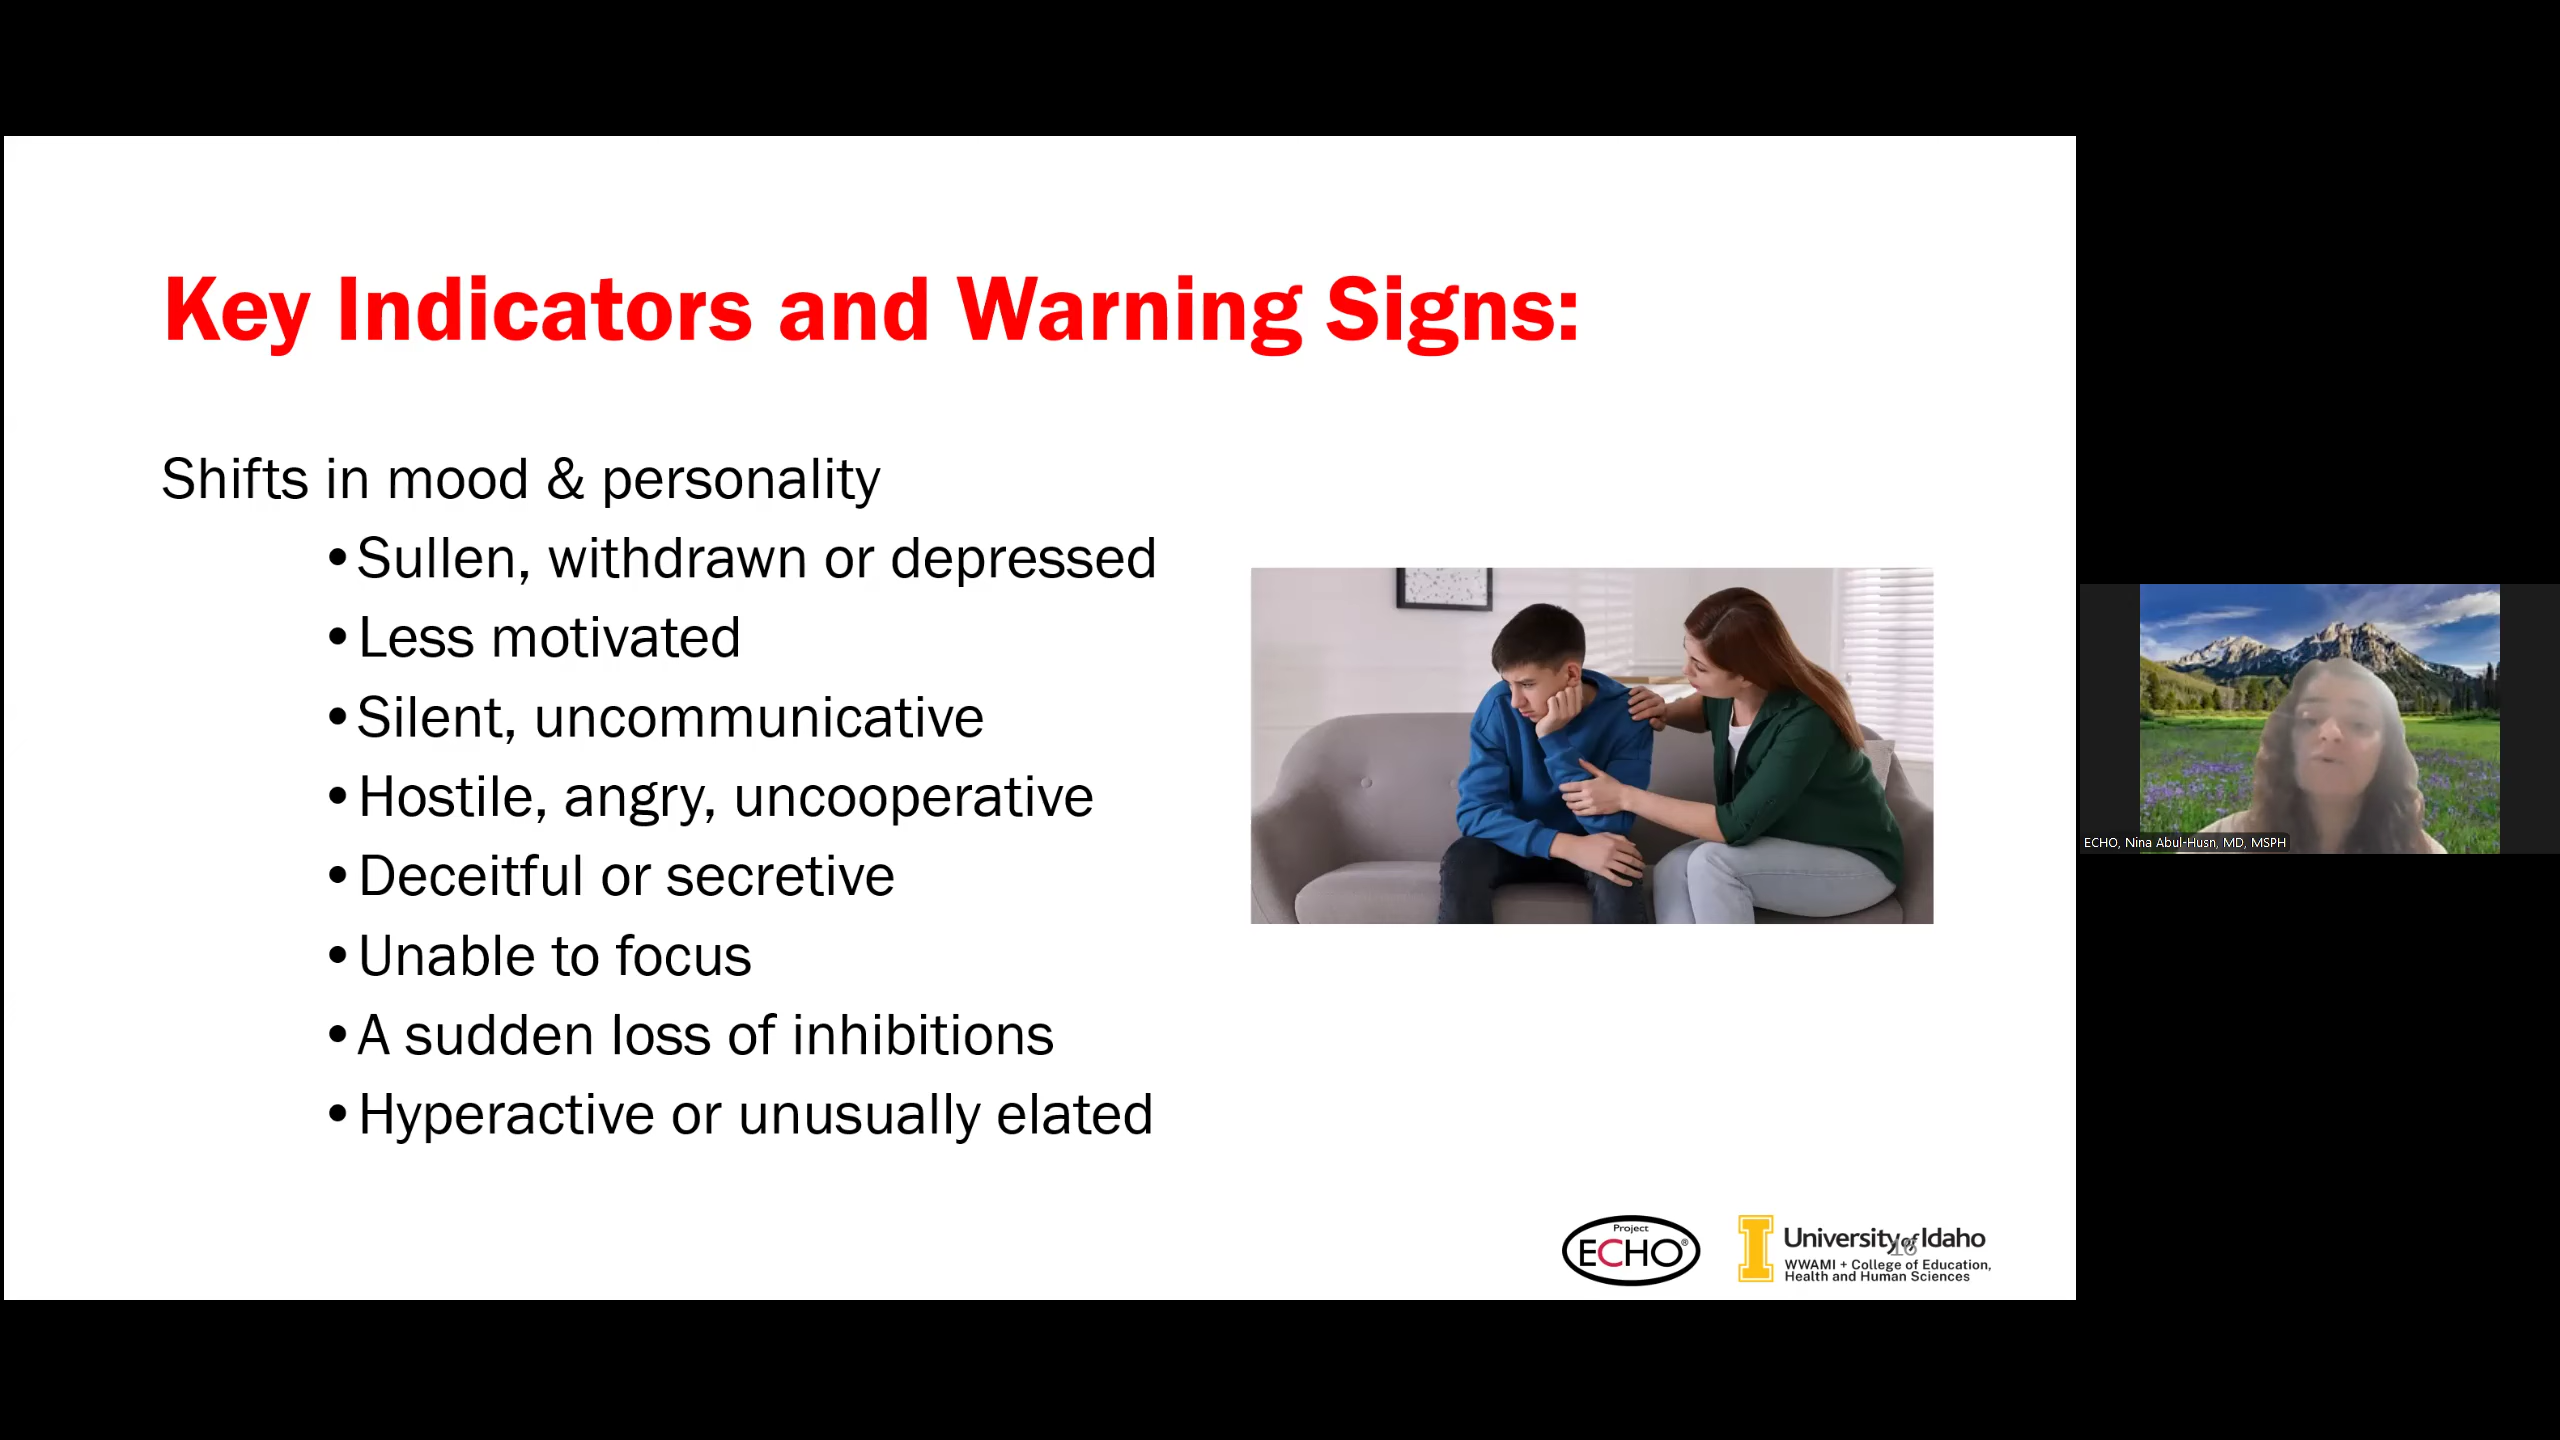 Key Indicators and Warning Signs:
Shifts in mood & personality
•Sullen, withdrawn or depressed
•Less motivated
•Silent, uncommunicative
•Hostile, angry, uncooperative
•Deceitful or secretive
•Unable to focus
•A sudden loss of inhibitions
•Hyperactive or unusually elated
ECHO, Nina Abul-Husn, MD, MSPH
Project
ECHO®
University of Idaho
16
WWAMI + College of Education,
Health and Human Sciences